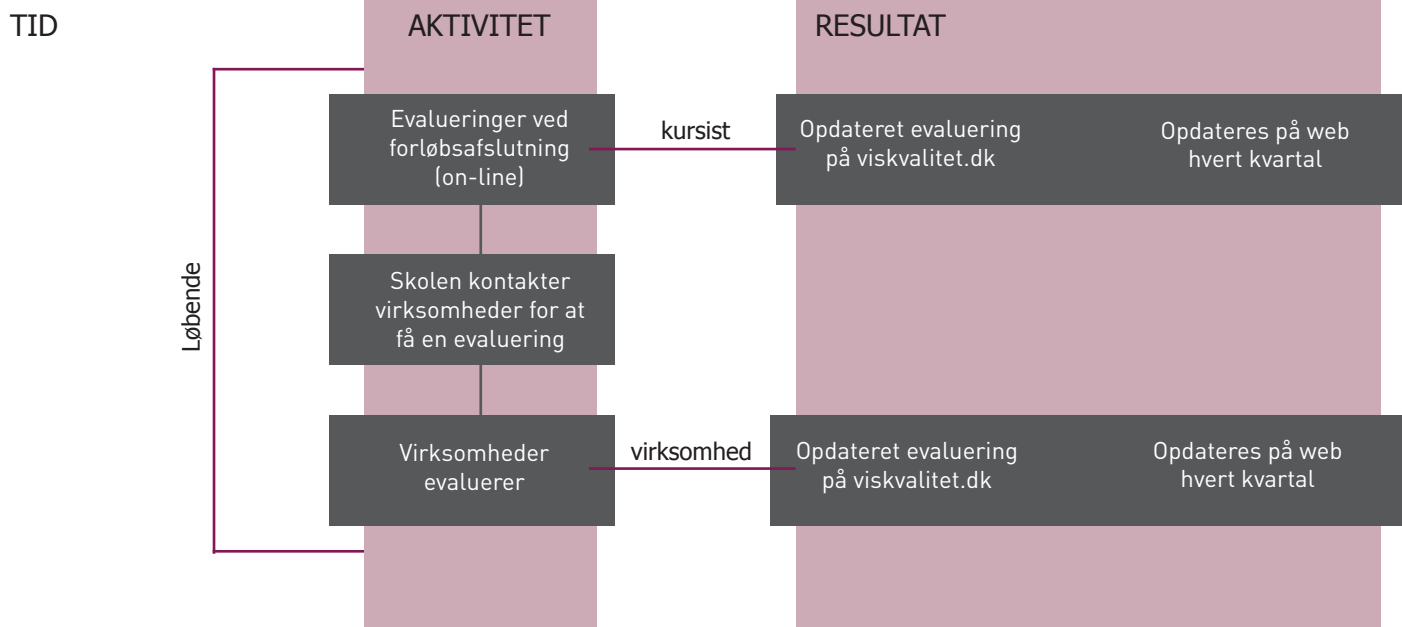 TID
AKTIVITET
RESULTAT
Løbende
Evalueringer ved
forløbsafslutning
(on-line)
kursist
Opdateret evaluering
på viskvalitet.dk
Opdateres på web
hvert kvartal
Skolen kontakter
virksomheder for at
få en evaluering
Virksomheder
evaluerer
virksomhed
Opdateret evaluering
på viskvalitet.dk
Opdateres på web
hvert kvartal